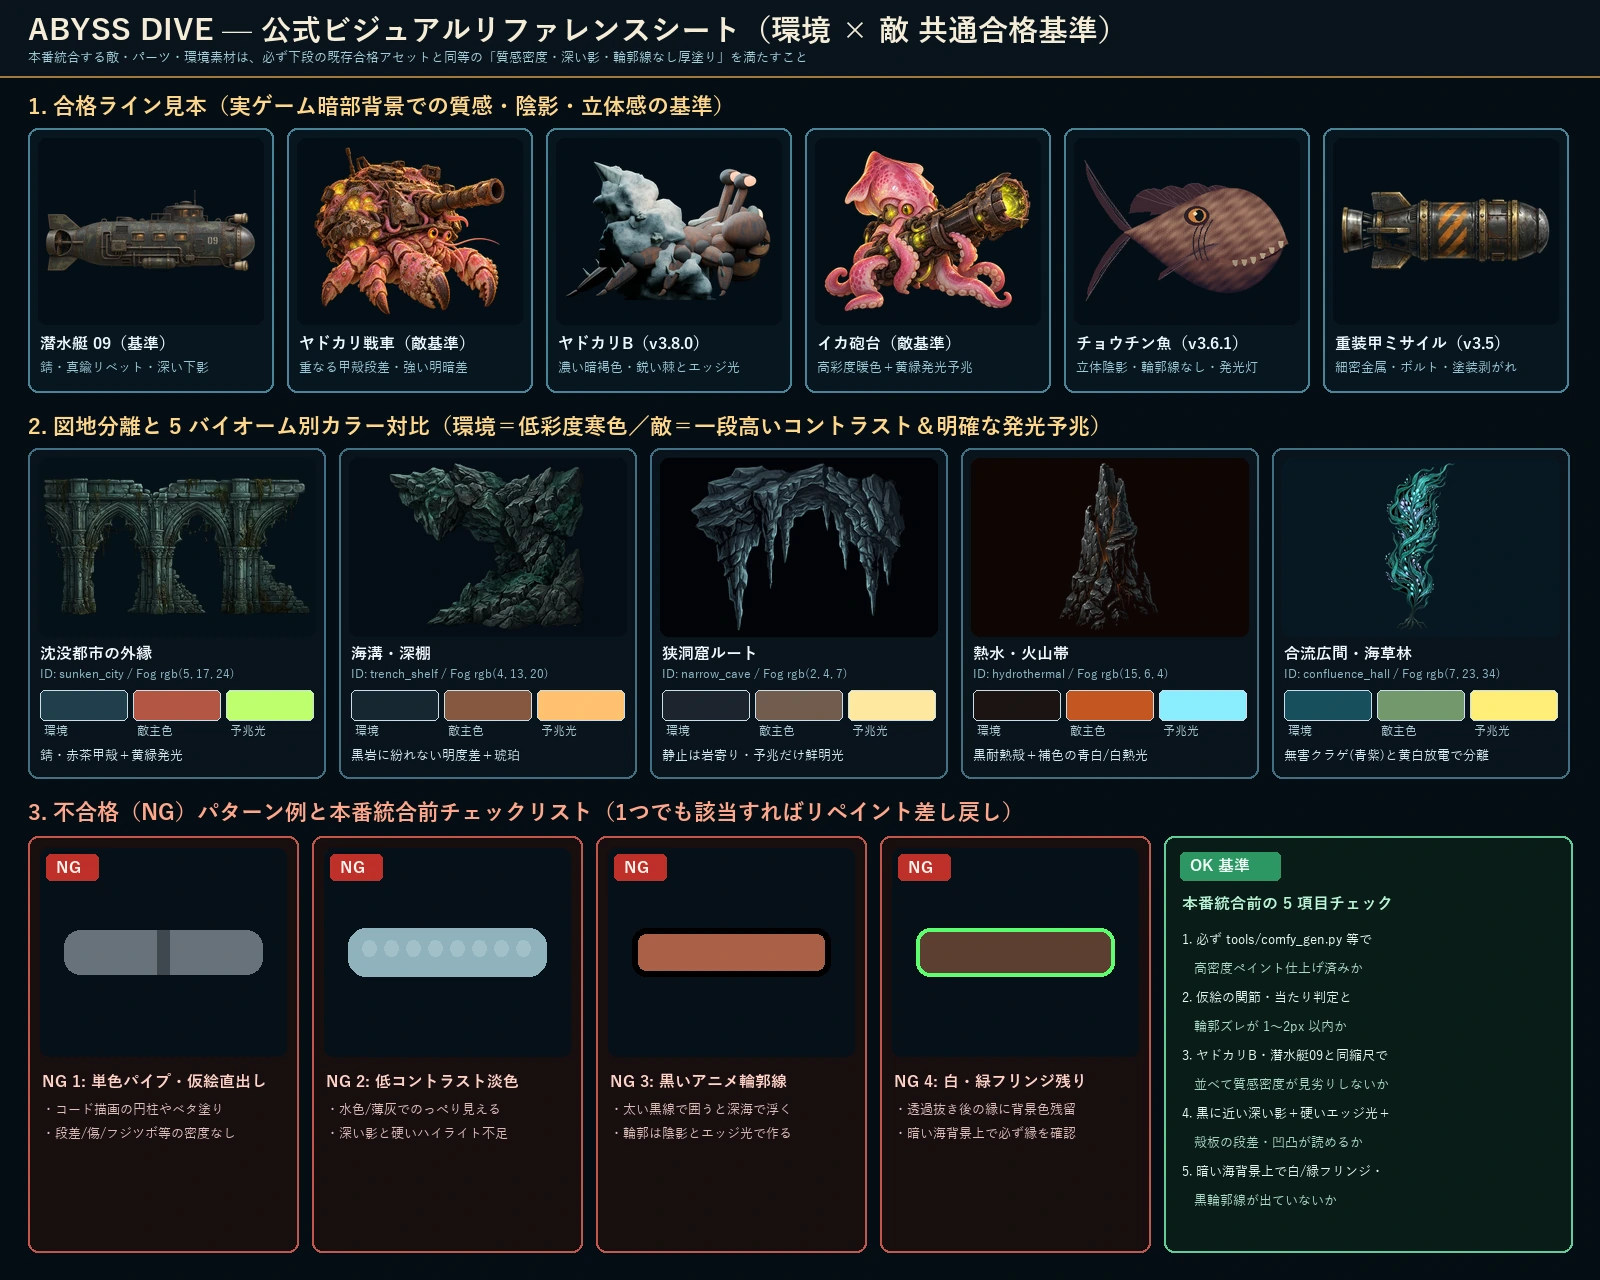 ABYSS DIVE — 公式ビジュアルリファレンスシート（環境 × 敵 共通合格基準）
本番統合する敵・パーツ・環境素材は、必ず下段の既存合格アセットと同等の「質感密度・深い影・輪郭線なし厚塗り」を満たすこと
1. 合格ライン見本（実ゲーム暗部背景での質感・陰影・立体感の基準）
09
潜水艇 09（基準）
錆・真鍮リベット・深い下影
ヤドカリ戦車（敵基準）
重なる甲殻段差・強い明暗差
ヤドカリB（v3.8.0）
濃い暗褐色・鋭い棘とエッジ光
イカ砲台（敵基準）
高彩度暖色＋黄緑発光予兆
チョウチン魚（v3.6.1）
立体陰影・輪郭線なし・発光灯
重装甲ミサイル（v3.5）
細密金属・ボルト・塗装剥がれ
2. 図地分離と 5 バイオーム別カラー対比（環境＝低彩度寒色／敵＝一段高いコントラスト＆明確な発光予兆）
沈没都市の外縁
ID: sunken_city / Fog rgb(5, 17, 24)
環境 敵主色 予兆光
錆・赤茶甲殻＋黄緑発光
海溝・深棚
ID: trench_shelf / Fog rgb(4, 13, 20)
環境 敵主色 予兆光
黒岩に紛れない明度差＋琥珀
狭洞窟ルート
ID: narrow_cave / Fog rgb(2, 4, 7)
環境 敵主色 予兆光
静止は岩寄り・予兆だけ鮮明光
熱水・火山帯
ID: hydrothermal / Fog rgb(15, 6, 4)
環境 敵主色 予兆光
黒耐熱殻＋補色の青白/白熱光
合流広間・海草林
ID: confluence_hall / Fog rgb(7, 23, 34)
環境 敵主色 予兆光
無害クラゲ(青紫)と黄白放電で分離
3. 不合格（NG）パターン例と本番統合前チェックリスト（1つでも該当すればリペイント差し戻し）
NG
NG 1: 単色パイプ・仮絵直出し
・コード描画の円柱やベタ塗り
・段差/傷/フジツボ等の密度なし
NG
NG 2: 低コントラスト淡色
・水色/薄灰でのっぺり見える
・深い影と硬いハイライト不足
NG
NG 3: 黒いアニメ輪郭線
・太い黒線で囲うと深海で浮く
・輪郭は陰影とエッジ光で作る
NG
NG 4: 白・緑フリンジ残り
・透過抜き後の縁に背景色残留
・暗い海背景上で必ず縁を確認
OK 基準
本番統合前の 5 項目チェック
1. 必ず tools/comfy_gen.py 等で
高密度ペイント仕上げ済みか
2. 仮絵の関節・当たり判定と
輪郭ズレが 1〜2px 以内か
3. ヤドカリB・潜水艇09と同縮尺で
並べて質感密度が見劣りしないか
4. 黒に近い深い影＋硬いエッジ光＋
殻板の段差・凹凸が読めるか
5. 暗い海背景上で白/緑フリンジ・
黒輪郭線が出ていないか